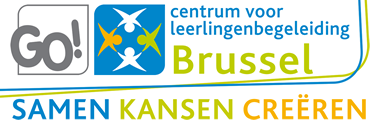 GO!
centrum voor
leerlingenbegeleiding
Brussel
SAMEN KANSEN CREËREN